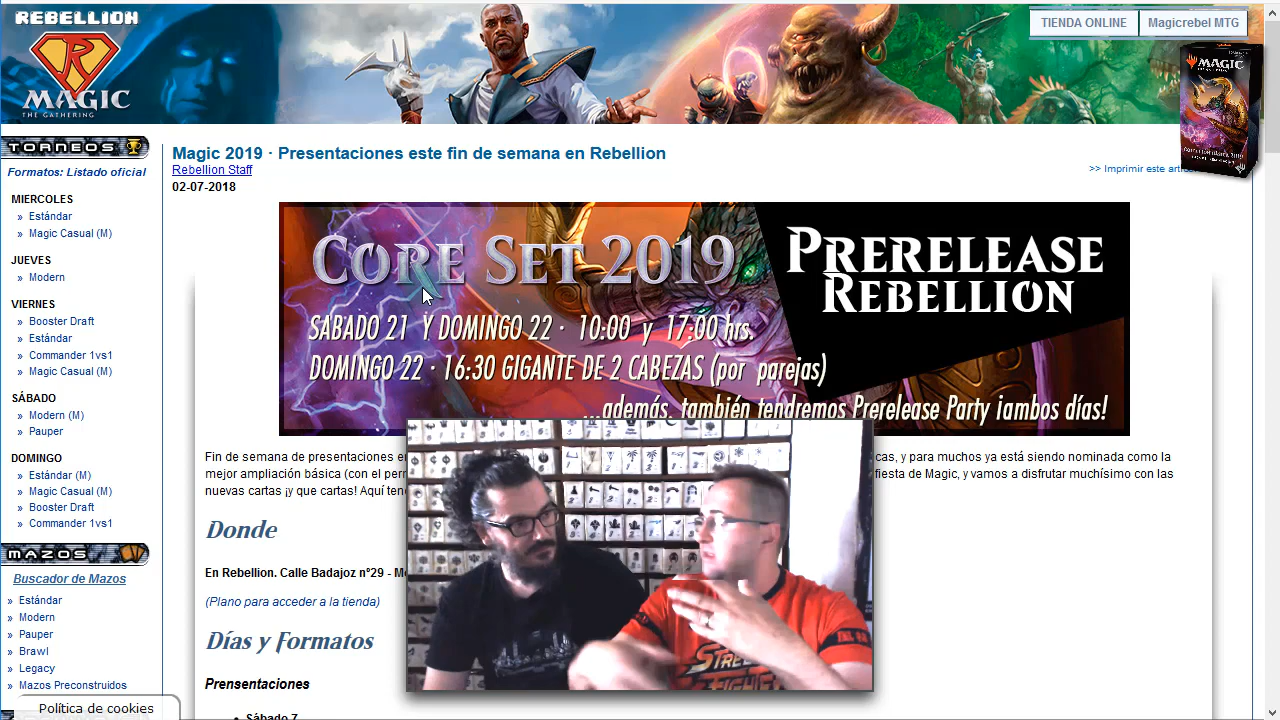 REBELLION
MAGIC
THE GATHERING
TIENDA ONLINE
Magicrebel MTG
MAGIC
TORNEOS
Formatos: Listado oficial
MIERCOLES
» Estándar
» Magic Casual (M)
JUEVES
» Modern
VIERNES
» Booster Draft
» Estándar
» Commander 1vs1
» Magic Casual (M)
SÁBADO
» Modern (M)
» Pauper
DOMINGO
» Estándar (M)
» Magic Casual (M)
» Booster Draft
» Commander 1vs1
MAZOS
Buscador de Mazos
» Estándar
» Modern
» Pauper
» Brawl
» Legacy
» Mazos Preconstruidos
Política de cookies
Magic 2019 · Presentaciones este fin de semana en Rebellion
Rebellion Staff
>> Imprimir este
02-07-2018
CORE SET 2019
PRERELEASE
REBELLION
SÁBADO 21 Y DOMINGO 22 · 10:00 y 17:00 hrs.
DOMINGO 22 · 16:30 GIGANTE DE 2 CABEZAS (por parejas)
...además, también tendremos Prerelease Party ¡ambos días!
Fin de semana de presentaciones
y para muchos ya está siendo nominada como la
mejor ampliación básica (con el
fiesta de Magic, y vamos a disfrutar muchísimo con las
nuevas cartas ¡y que cartas! Aquí
Donde
En Rebellion. Calle Badajoz nº29 -
(Plano para acceder a la tienda)
Días y Formatos
Prensentaciones
• Sábado 7
STREET
FIGHTER